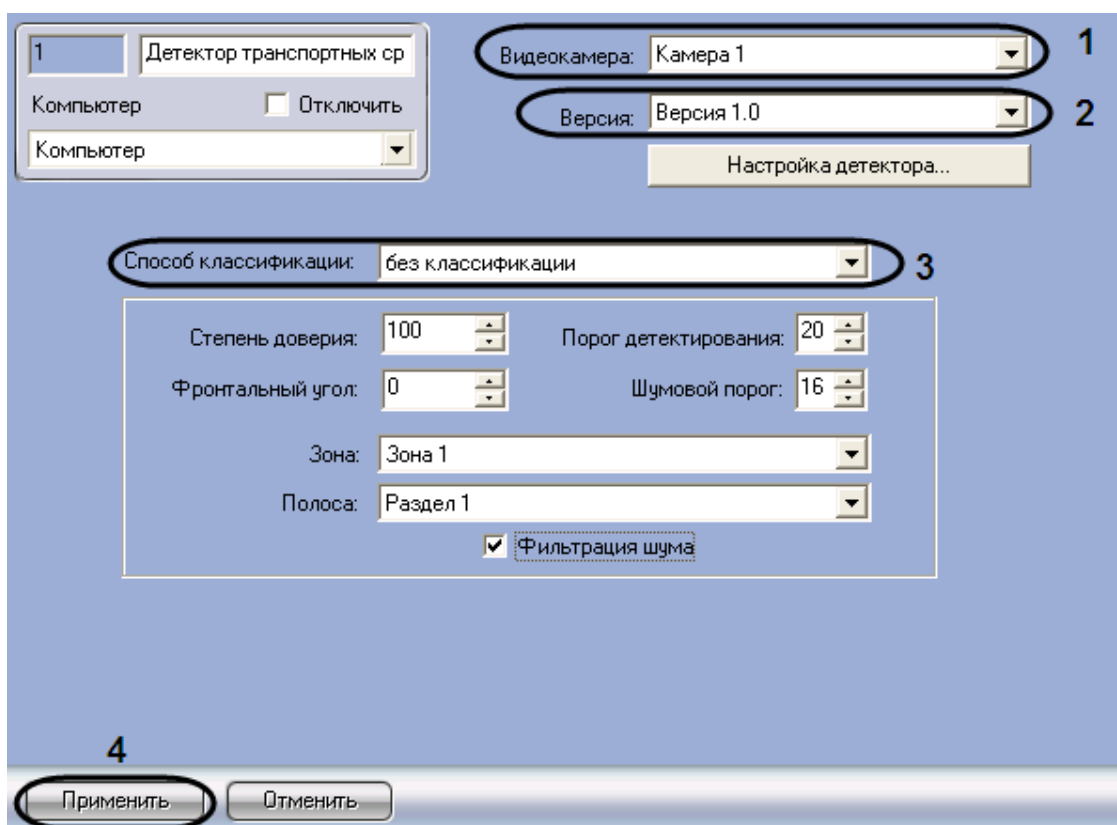 1 Детектор транспортных ср
Компьютер Отключить
Компьютер
Видеокамера: Камера 1 1
Версия: Версия 1.0 2
Настройка детектора...
Способ классификации: без классификации 3
Степень доверия: 100 Порог детектирования: 20
Фронтальный угол: 0 Шумовой порог: 16
Зона: Зона 1
Полоса: Раздел 1
Фильтрация шума
4
Применить Отменить